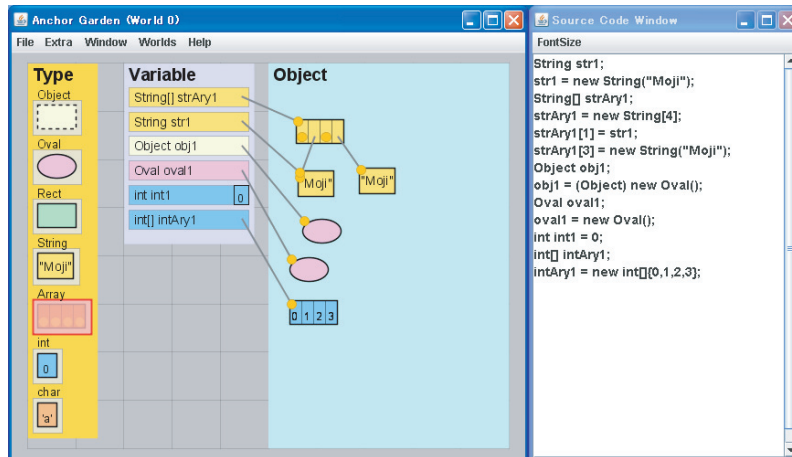 Anchor Garden (World 0)
File Extra Window Worlds Help
Type
Object
Oval
Rect
String
"Moji"
Array
int
0
char
'a'
Variable
String[] strAry1
String str1
Object obj1
Oval oval1
int int1 0
int[] intAry1
Object
"Moji" "Moji"
0 1 2 3
Source Code Window
FontSize
String str1;
str1 = new String("Moji");
String[] strAry1;
strAry1 = new String[4];
strAry1[1] = str1;
strAry1[3] = new String("Moji");
Object obj1;
obj1 = (Object) new Oval();
Oval oval1;
oval1 = new Oval();
int int1 = 0;
int[] intAry1;
intAry1 = new int[]{0,1,2,3};